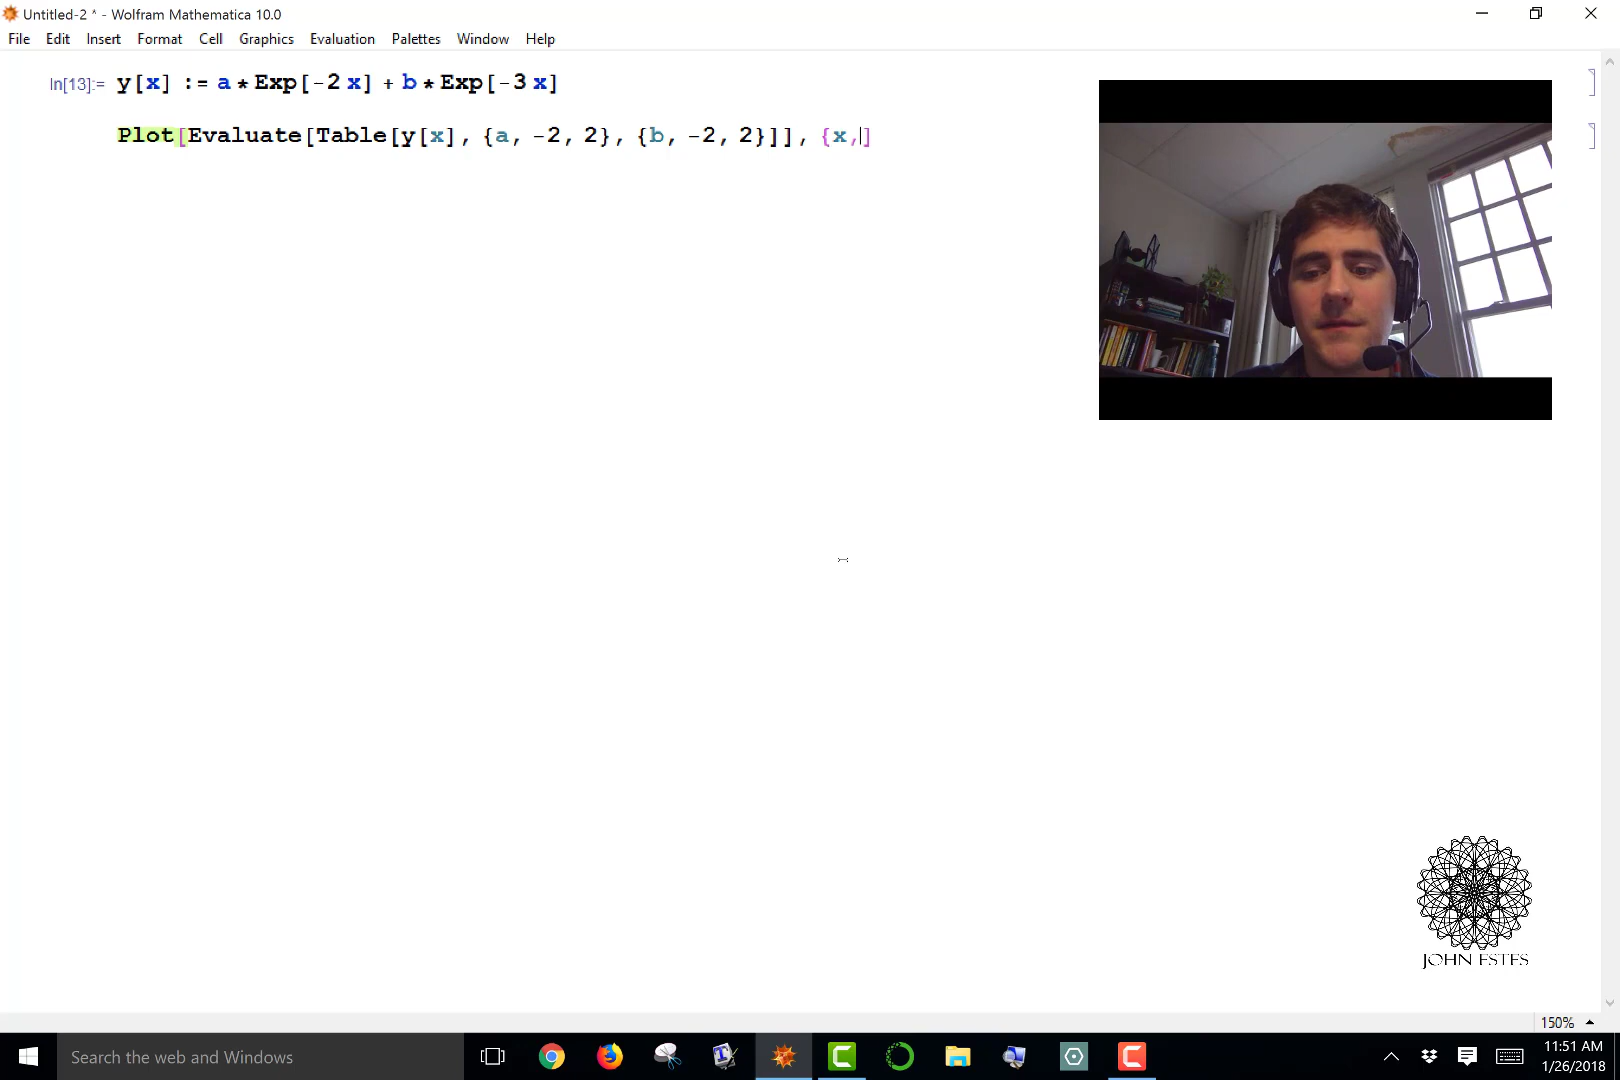 Untitled-2 * - Wolfram Mathematica 10.0
File Edit Insert Format Cell Graphics Evaluation Palettes Window Help
In[13]:= y[x] := a * Exp[-2 x] + b * Exp[-3 x]
Plot[Evaluate[Table[y[x], {a, -2, 2}, {b, -2, 2}]], {x,]
JOHN ESTES
150%
Search the web and Windows
11:51 AM
1/26/2018